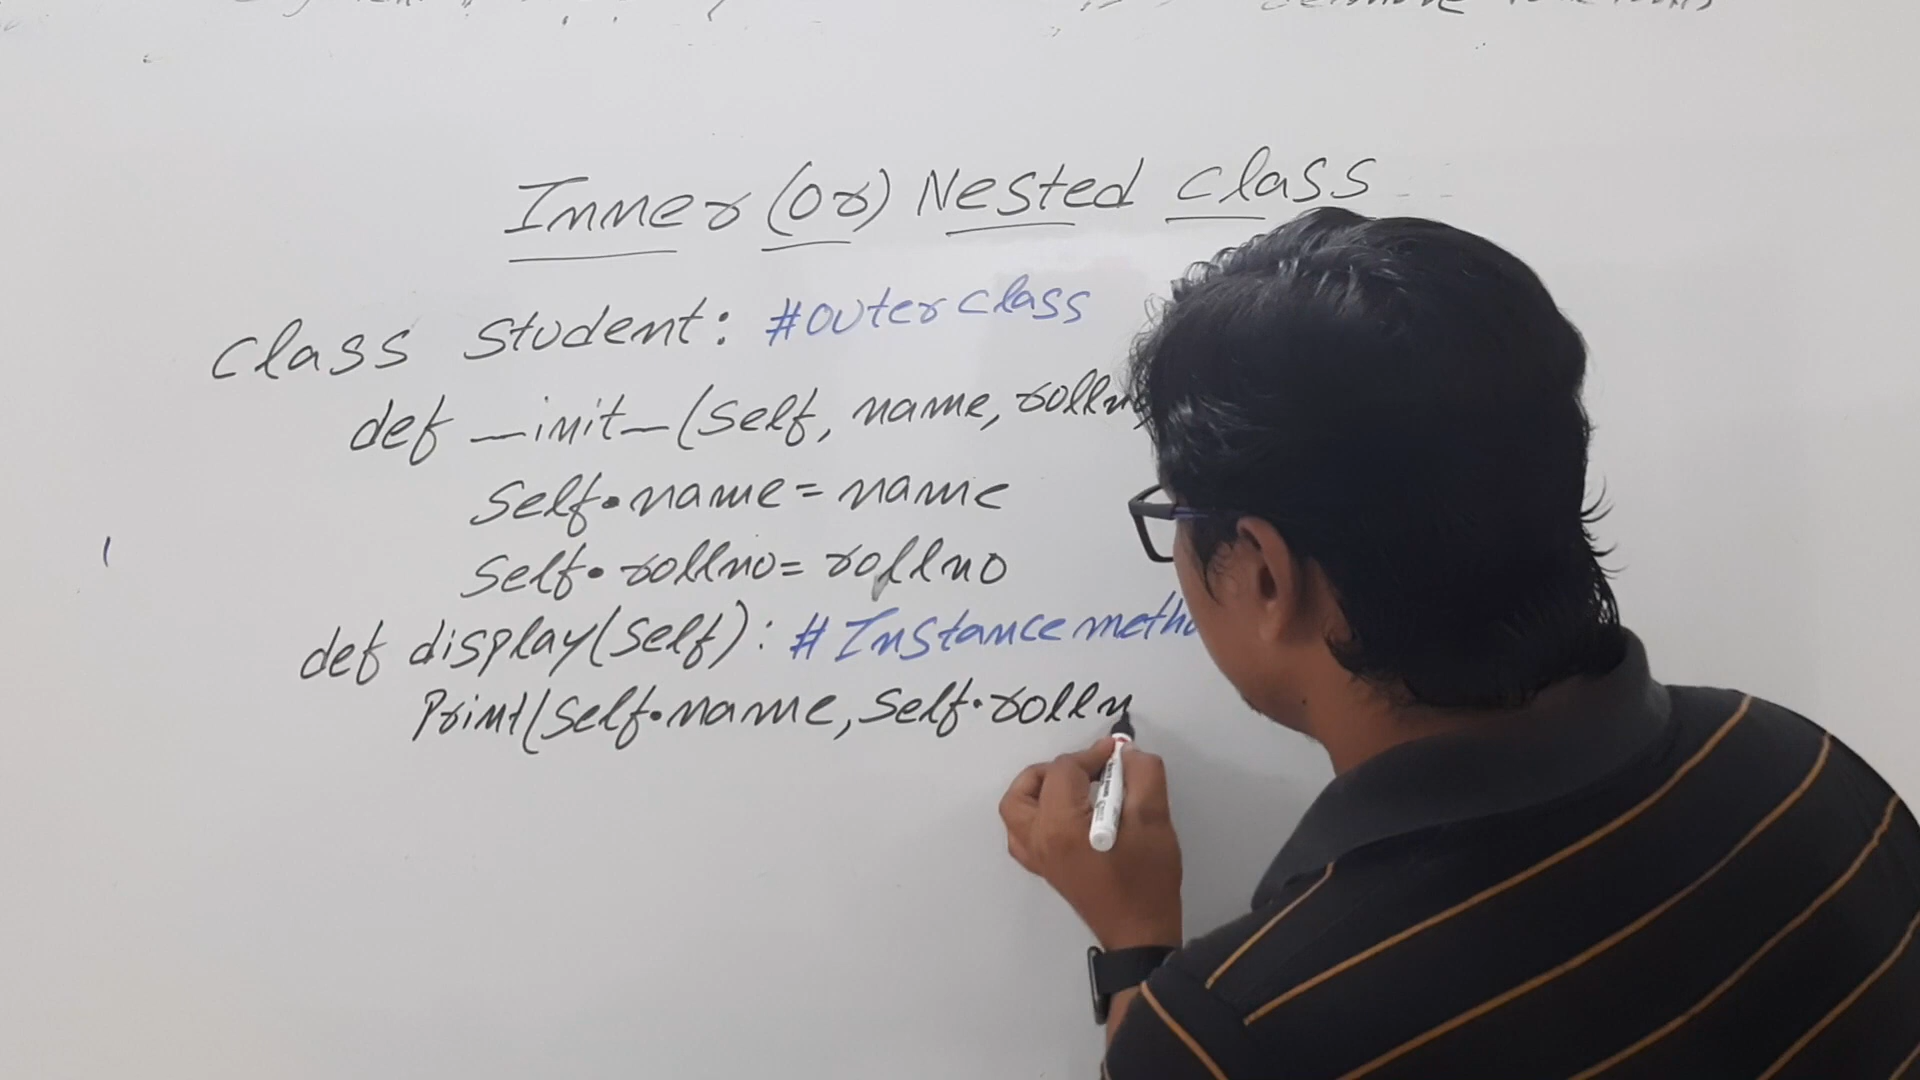 Inner (or) Nested class
class Student: #Outer class
def __init__(self, name, rollno
self.name = name
self.rollno = rollno
def display(self): # Instance metho
Print(self.name, self.rolln